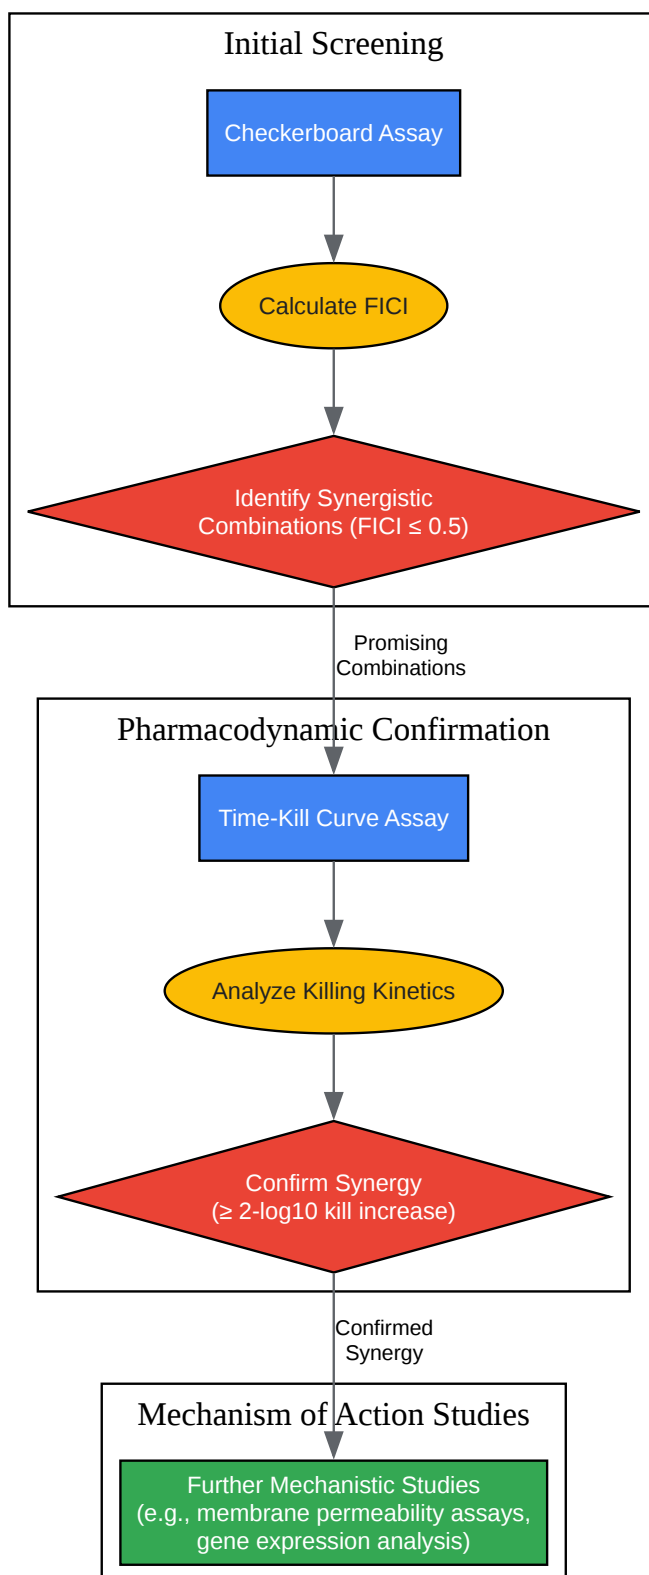 Initial Screening
Checkerboard Assay
Calculate FICI
Identify Synergistic
Combinations (FICI ≤ 0.5)
Promising
Combinations
Pharmacodynamic Confirmation
Time-Kill Curve Assay
Analyze Killing Kinetics
Confirm Synergy
(≥ 2-log10 kill increase)
Confirmed
Synergy
Mechanism of Action Studies
Further Mechanistic Studies
(e.g., membrane permeability assays,
gene expression analysis)